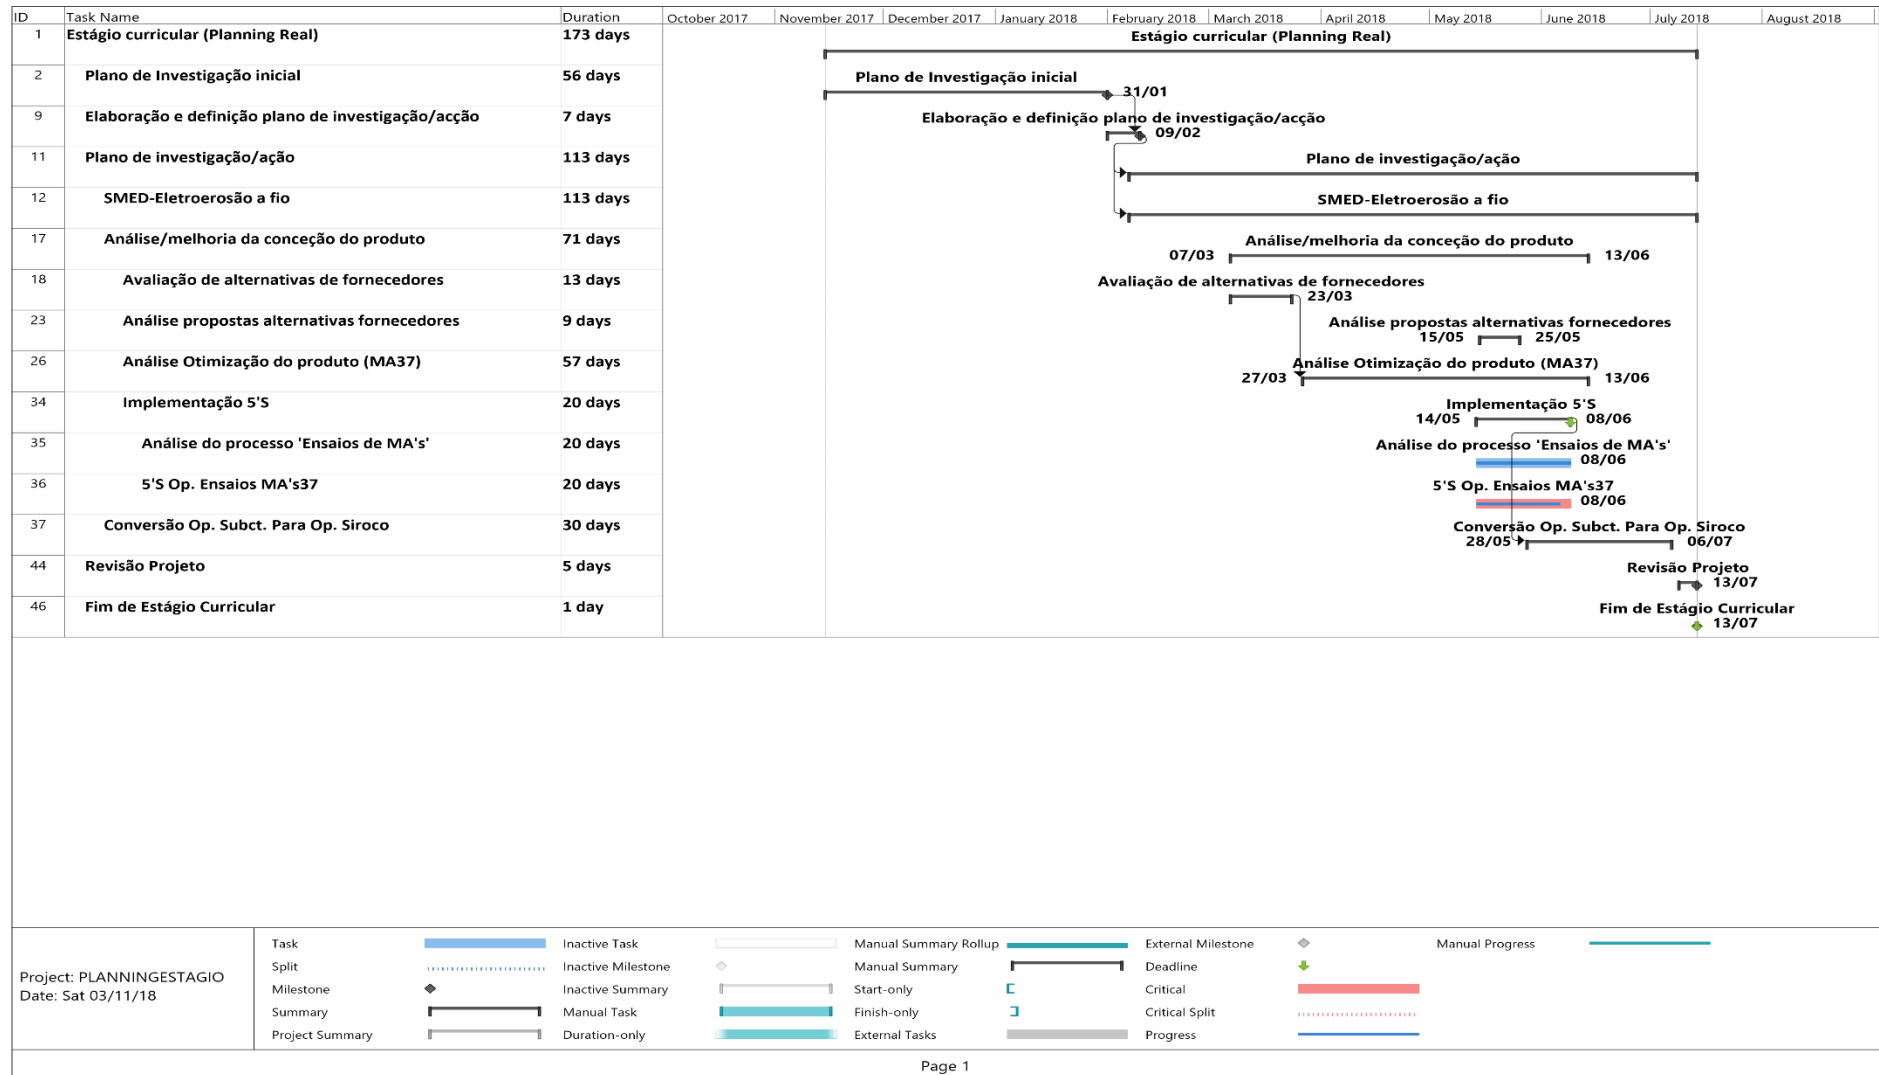 ID Task Name Duration October 2017 November 2017 December 2017 January 2018 February 2018 March 2018 April 2018 May 2018 June 2018 July 2018 August 2018
1 Estágio curricular (Planning Real) 173 days Estágio curricular (Planning Real)
2 Plano de Investigação inicial 56 days Plano de Investigação inicial
31/01
9 Elaboração e definição plano de investigação/acção 7 days Elaboração e definição plano de investigação/acção
09/02
11 Plano de investigação/ação 113 days Plano de investigação/ação
12 SMED-Eletroerosão a fio 113 days SMED-Eletroerosão a fio
17 Análise/melhoria da conceção do produto 71 days Análise/melhoria da conceção do produto
07/03 13/06
18 Avaliação de alternativas de fornecedores 13 days Avaliação de alternativas de fornecedores
23/03
23 Análise propostas alternativas fornecedores 9 days Análise propostas alternativas fornecedores
15/05 25/05
26 Análise Otimização do produto (MA37) 57 days Análise Otimização do produto (MA37)
27/03 13/06
34 Implementação 5'S 20 days Implementação 5'S
14/05 08/06
35 Análise do processo 'Ensaios de MA's' 20 days Análise do processo 'Ensaios de MA's'
08/06
36 5'S Op. Ensaios MA's37 20 days 5'S Op. Ensaios MA's37
08/06
37 Conversão Op. Subct. Para Op. Siroco 30 days Conversão Op. Subct. Para Op. Siroco
28/05 06/07
44 Revisão Projeto 5 days Revisão Projeto
13/07
46 Fim de Estágio Curricular 1 day Fim de Estágio Curricular
13/07
Project: PLANNINGESTAGIO
Date: Sat 03/11/18
Task
Split
Milestone
Summary
Project Summary
Inactive Task
Inactive Milestone
Inactive Summary
Manual Task
Duration-only
Manual Summary Rollup
Manual Summary
Start-only
Finish-only
External Tasks
External Milestone
Deadline
Critical
Critical Split
Progress
Manual Progress
Page 1